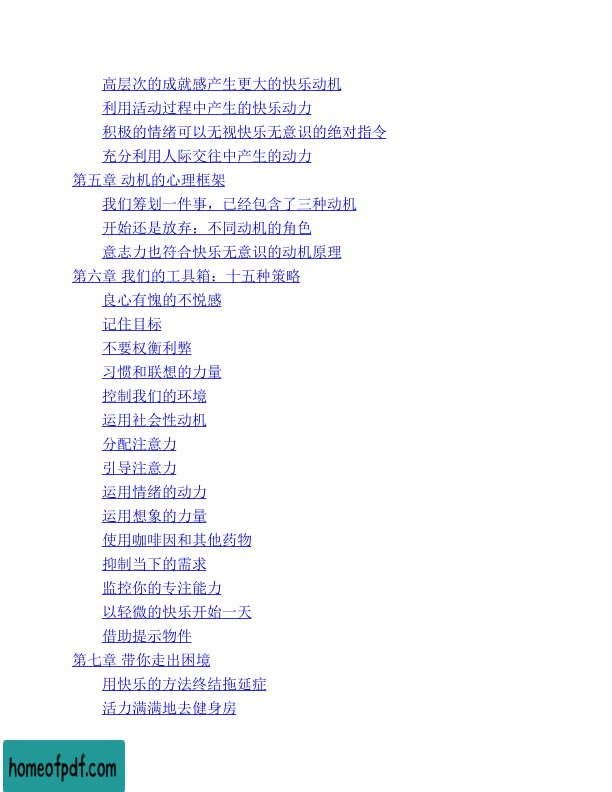 高层次的成就感产生更大的快乐动机
利用活动过程中产生的快乐动力
积极的情绪可以无视快乐无意识的绝对指令
充分利用人际交往中产生的动力
第五章 动机的心理框架
我们筹划一件事，已经包含了三种动机
开始还是放弃：不同动机的角色
意志力也符合快乐无意识的动机原理
第六章 我们的工具箱：十五种策略
良心有愧的不悦感
记住目标
不要权衡利弊
习惯和联想的力量
控制我们的环境
运用社会性动机
分配注意力
引导注意力
运用情绪的动力
运用想象的力量
使用咖啡因和其他药物
抑制当下的需求
监控你的专注能力
以轻微的快乐开始一天
借助提示物件
第七章 带你走出困境
用快乐的方法终结拖延症
活力满满地去健身房
homeofpdf.com